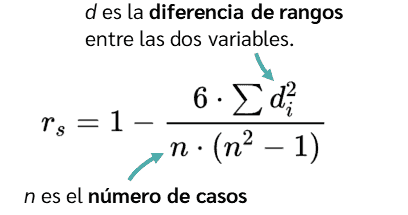 d es la diferencia de rangos
entre las dos variables.
r_s = 1 − \frac{6 · ∑ d_i^2}{n · (n^2 − 1)}
n es el número de casos